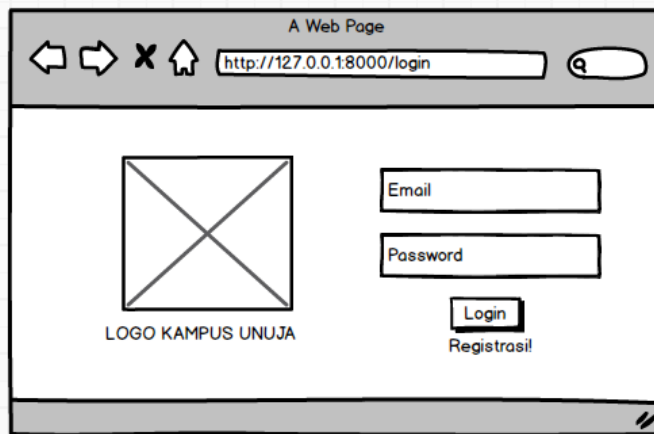 A Web Page
http://127.0.0.1:8000/login
Email
Password
Login
Registrasi!
LOGO KAMPUS UNUJA